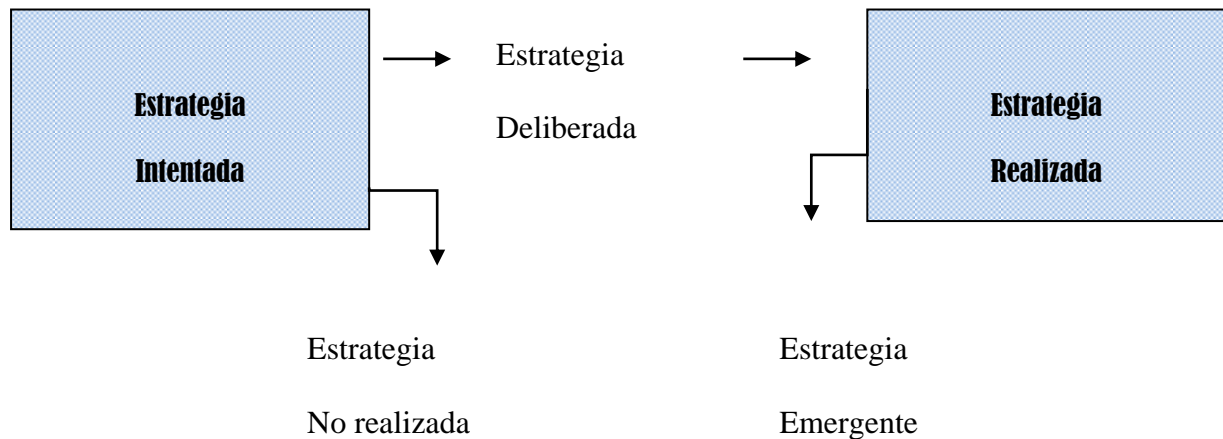 Estrategia
Intentada
Estrategia
Deliberada
Estrategia
Realizada
Estrategia
No realizada
Estrategia
Emergente